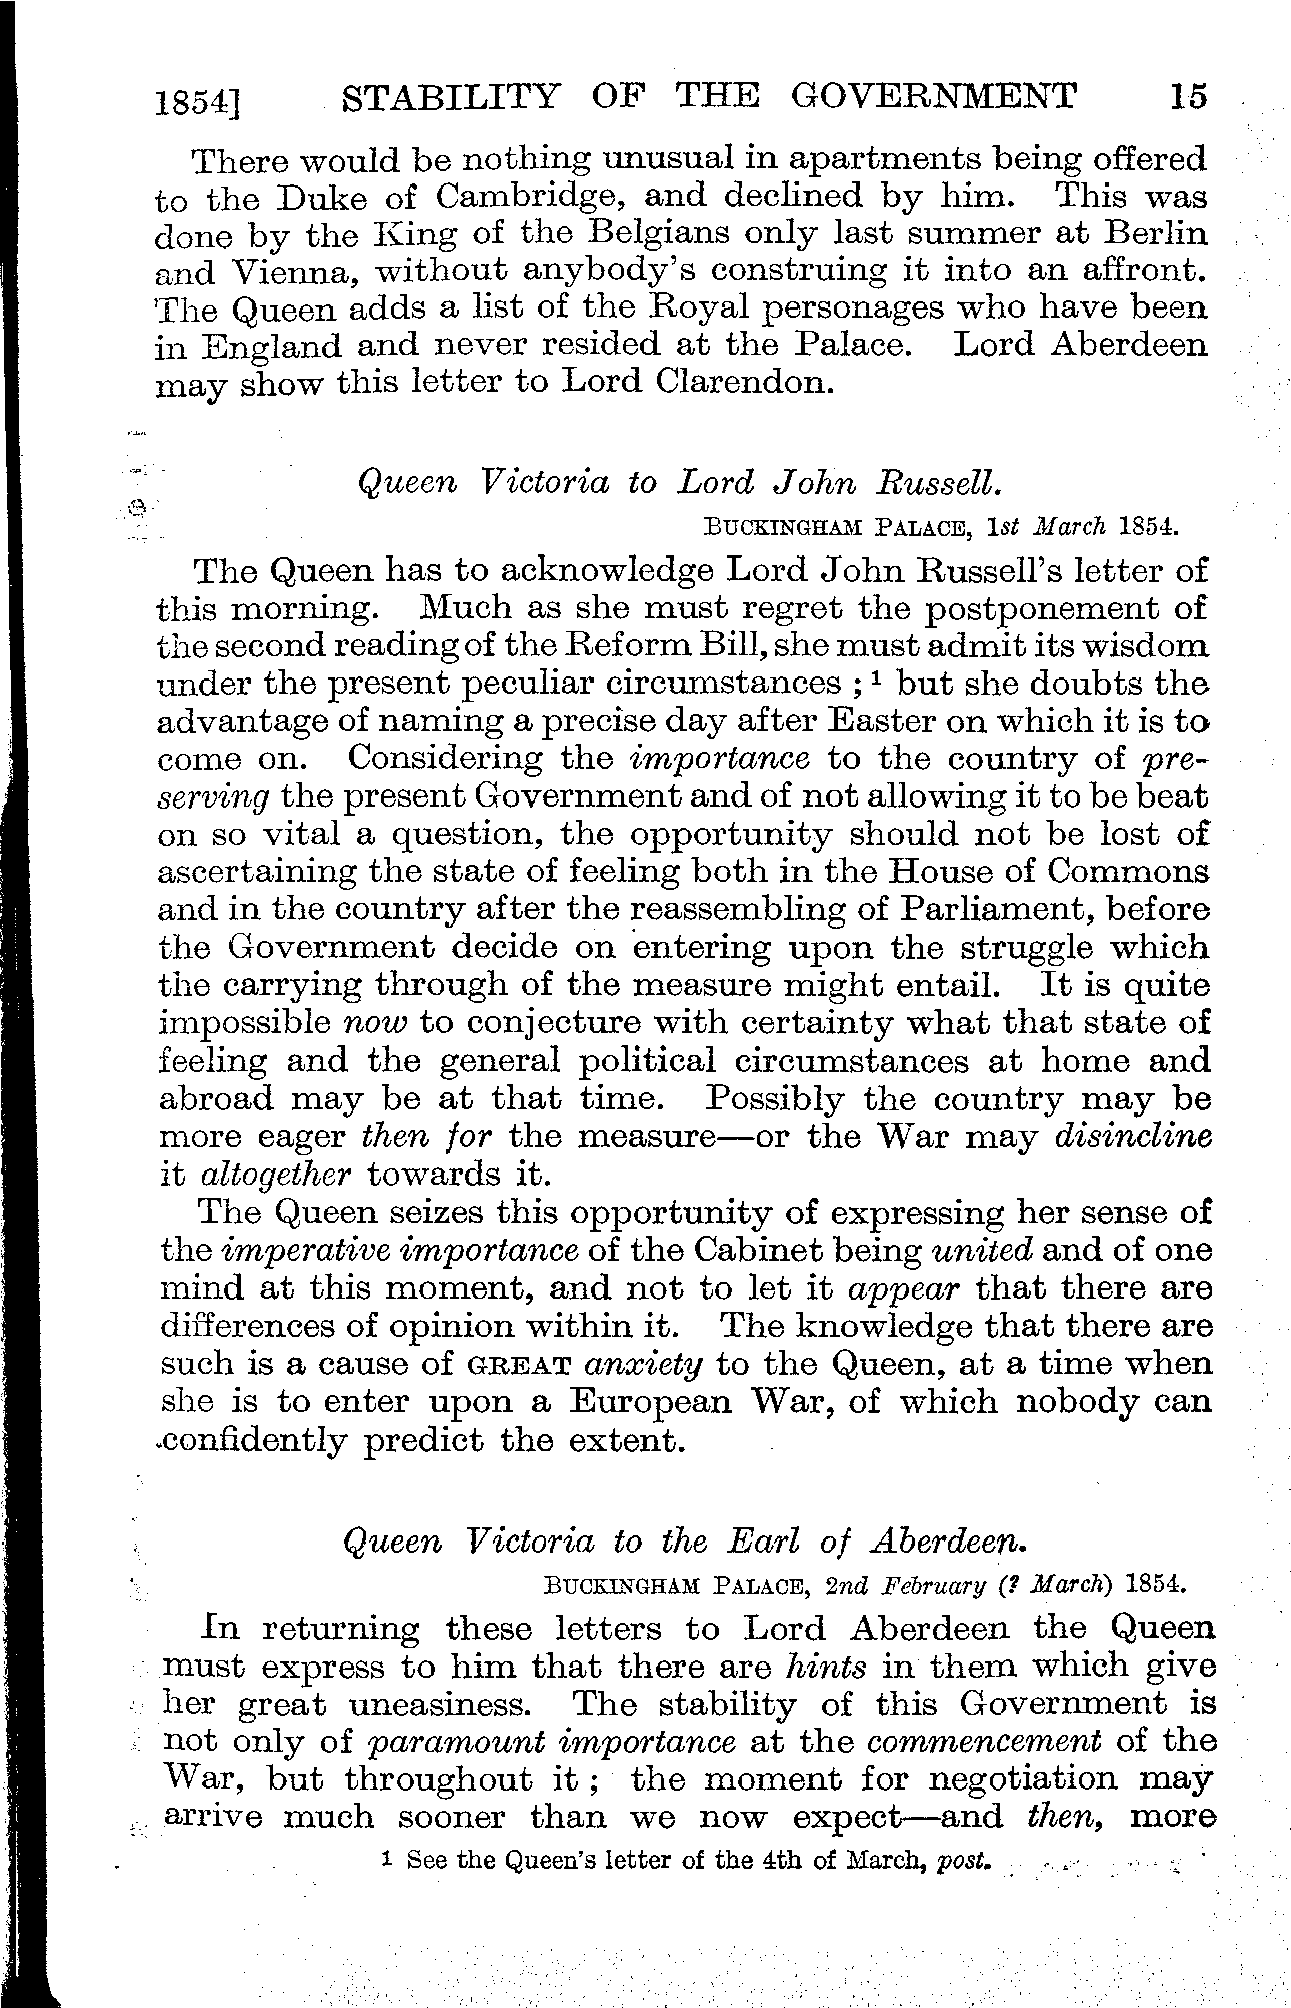 1854] STABILITY OF THE GOVERNMENT 15
There would be nothing unusual in apartments being offered
to the Duke of Cambridge, and declined by him. This was
done by the King of the Belgians only last summer at Berlin
and Vienna, without anybody's construing it into an affront.
The Queen adds a list of the Royal personages who have been
in England and never resided at the Palace. Lord Aberdeen
may show this letter to Lord Clarendon.
Queen Victoria to Lord John Russell.
BUCKINGHAM PALACE, 1st March 1854.
The Queen has to acknowledge Lord John Russell's letter of
this morning. Much as she must regret the postponement of
the second reading of the Reform Bill, she must admit its wisdom
under the present peculiar circumstances ; 1 but she doubts the
advantage of naming a precise day after Easter on which it is to
come on. Considering the importance to the country of pre-
serving the present Government and of not allowing it to be beat
on so vital a question, the opportunity should not be lost of
ascertaining the state of feeling both in the House of Commons
and in the country after the reassembling of Parliament, before
the Government decide on entering upon the struggle which
the carrying through of the measure might entail. It is quite
impossible now to conjecture with certainty what that state of
feeling and the general political circumstances at home and
abroad may be at that time. Possibly the country may be
more eager then for the measure—or the War may disincline
it altogether towards it.
The Queen seizes this opportunity of expressing her sense of
the imperative importance of the Cabinet being united and of one
mind at this moment, and not to let it appear that there are
differences of opinion within it. The knowledge that there are
such is a cause of GREAT anxiety to the Queen, at a time when
she is to enter upon a European War, of which nobody can
confidently predict the extent.
Queen Victoria to the Earl of Aberdeen.
BUCKINGHAM PALACE, 2nd February (? March) 1854.
In returning these letters to Lord Aberdeen the Queen
must express to him that there are hints in them which give
her great uneasiness. The stability of this Government is
not only of paramount importance at the commencement of the
War, but throughout it ; the moment for negotiation may
arrive much sooner than we now expect—and then, more
1 See the Queen's letter of the 4th of March, post.